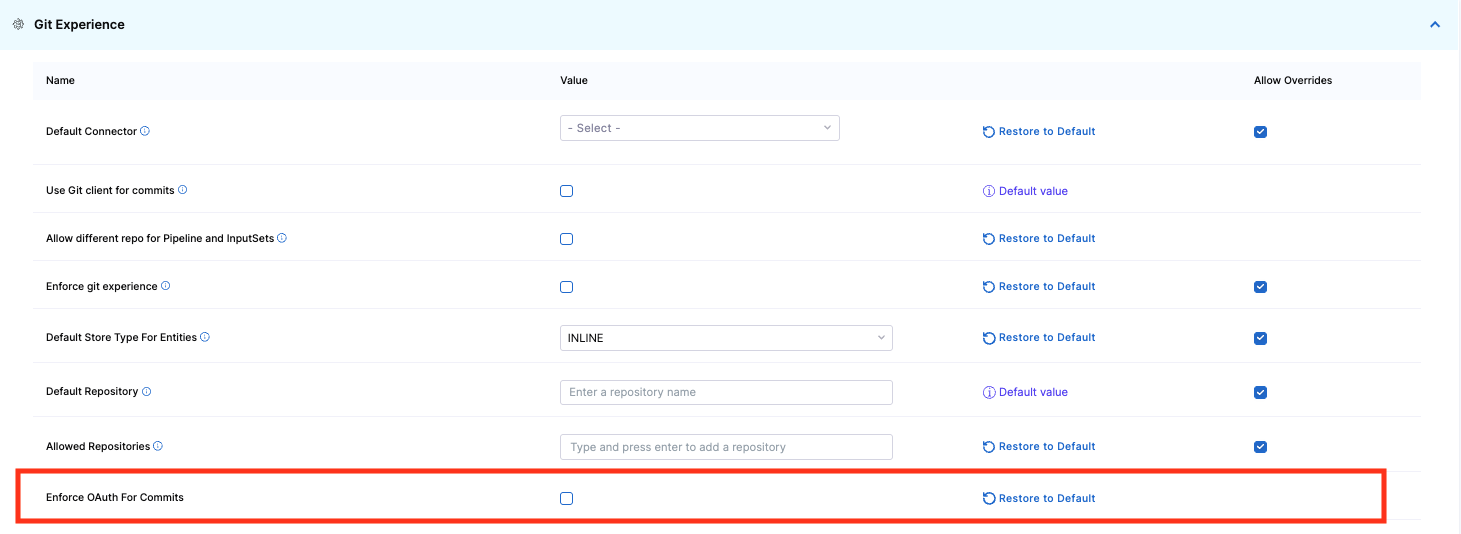 Git Experience
Name Value Allow Overrides
Default Connector - Select - Restore to Default
Use Git client for commits Default value
Allow different repo for Pipeline and InputSets Restore to Default
Enforce git experience Restore to Default
Default Store Type For Entities INLINE Restore to Default
Default Repository Enter a repository name Default value
Allowed Repositories Type and press enter to add a repository Restore to Default
Enforce OAuth For Commits Restore to Default